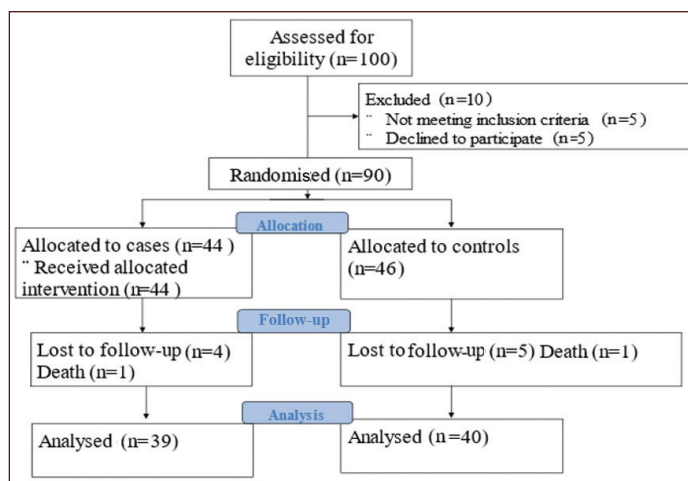 Assessed for
eligibility (n=100)
Excluded (n=10)
¨ Not meeting inclusion criteria (n=5)
¨ Declined to participate (n=5)
Randomised (n=90)
Allocation
Allocated to cases (n=44 )
¨ Received allocated
intervention (n=44 )
Allocated to controls
(n=46)
Follow-up
Lost to follow-up (n=4)
Death (n=1)
Lost to follow-up (n=5) Death (n=1)
Analysis
Analysed (n=39)
Analysed (n=40)